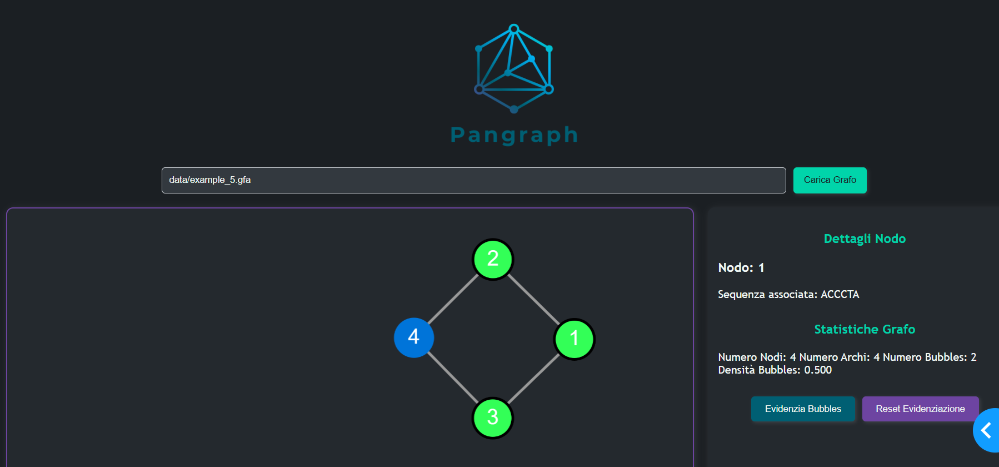 Pangraph
data/example_5.gfa
Carica Grafo
2
4
1
3
Dettagli Nodo
Nodo: 1
Sequenza associata: ACCCTA
Statistiche Grafo
Numero Nodi: 4 Numero Archi: 4 Numero Bubbles: 2
Densità Bubbles: 0.500
Evidenzia Bubbles
Reset Evidenziazione